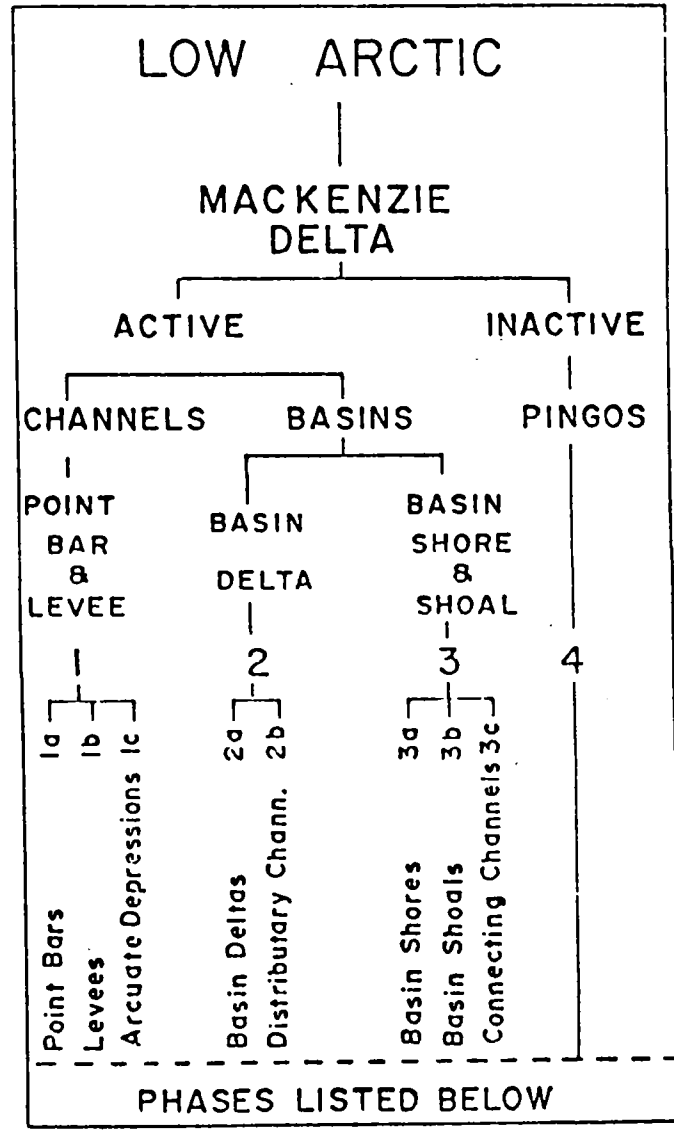 LOW ARCTIC
MACKENZIE
DELTA
ACTIVE
INACTIVE
CHANNELS
BASINS
PINGOS
POINT
BAR
&
LEVEE
BASIN
DELTA
BASIN
SHORE
&
SHOAL
1
2
3
4
1a Point Bars
1b Levees
1c Arcuate Depressions
2a Basin Deltas
2b Distributary Chann.
3a Basin Shores
3b Basin Shoals
3c Connecting Channels
PHASES LISTED BELOW